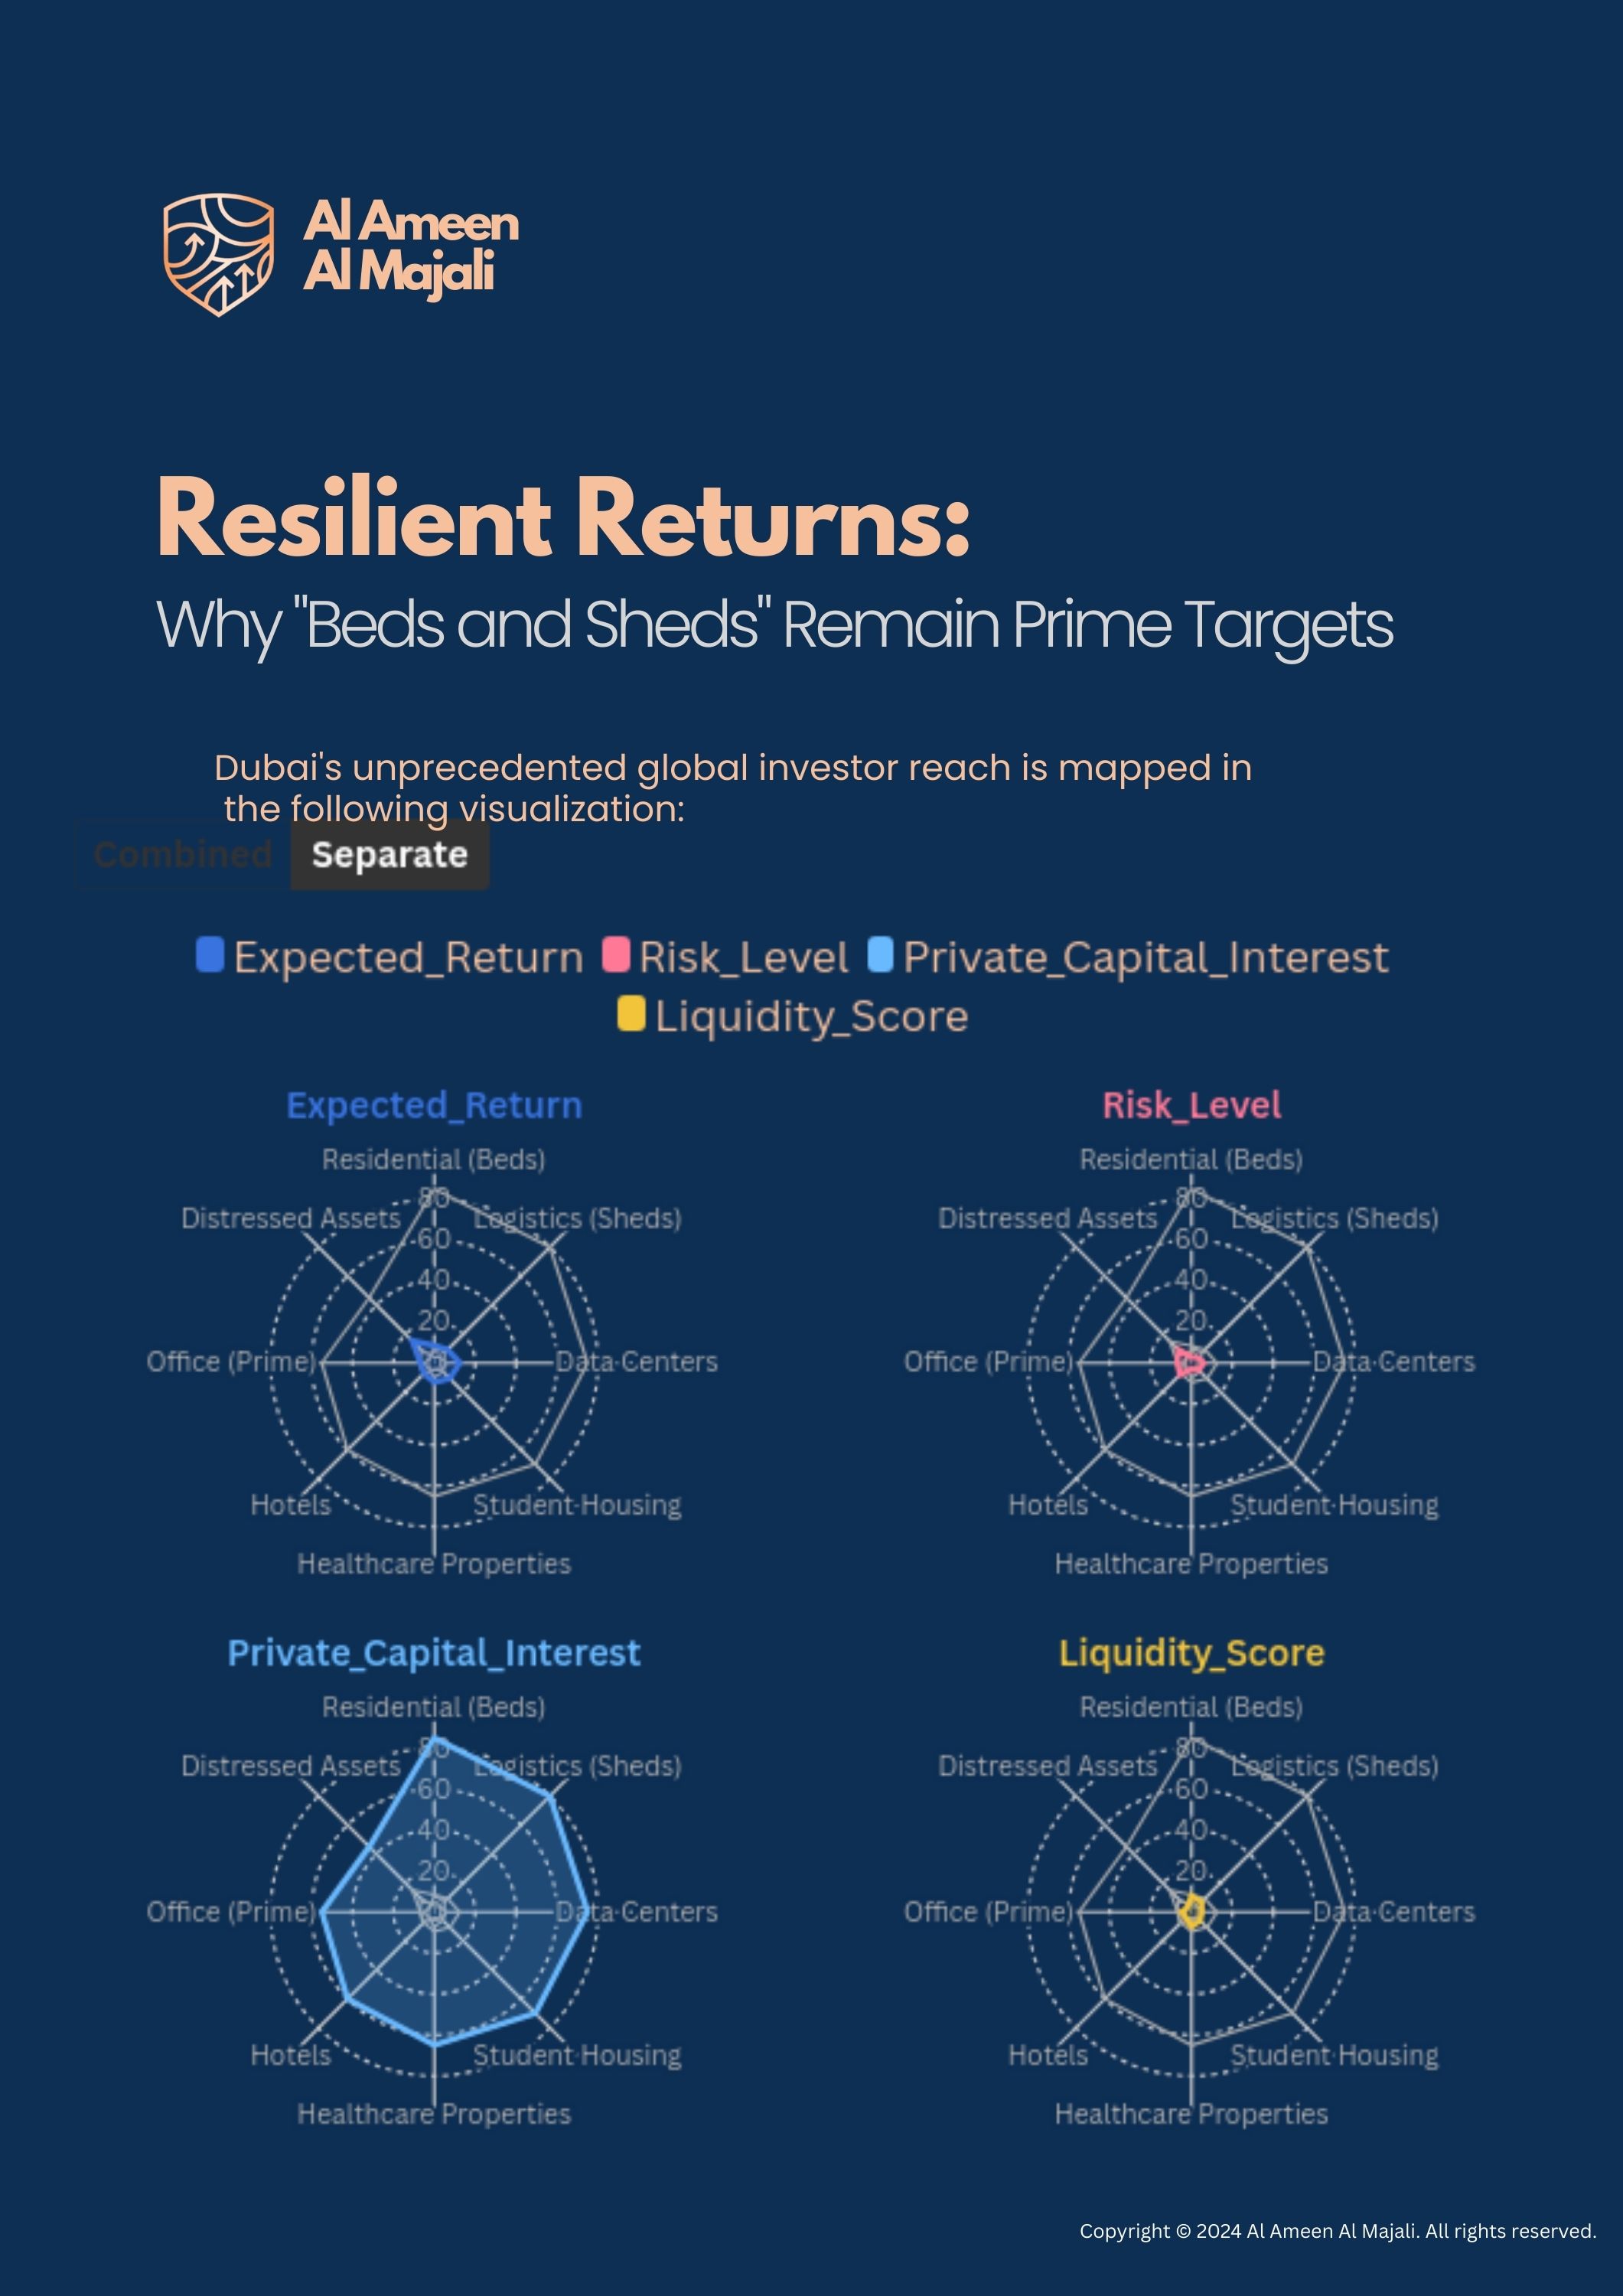 Al Ameen
Al Majali
Resilient Returns:
Why "Beds and Sheds" Remain Prime Targets
Dubai's unprecedented global investor reach is mapped in
the following visualization:
Combined Separate
Expected_Return Risk_Level Private_Capital_Interest
Liquidity_Score
Expected_Return
Residential (Beds)
80
Distressed Assets Logistics (Sheds)
60
40
20
0
Office (Prime) Data Centers
Hotels Student Housing
Healthcare Properties
Risk_Level
Residential (Beds)
80
Distressed Assets Logistics (Sheds)
60
40
20
0
Office (Prime) Data Centers
Hotels Student Housing
Healthcare Properties
Private_Capital_Interest
Residential (Beds)
80
Distressed Assets Logistics (Sheds)
60
40
20
0
Office (Prime) Data Centers
Hotels Student Housing
Healthcare Properties
Liquidity_Score
Residential (Beds)
80
Distressed Assets Logistics (Sheds)
60
40
20
0
Office (Prime) Data Centers
Hotels Student Housing
Healthcare Properties
Copyright © 2024 Al Ameen Al Majali. All rights reserved.